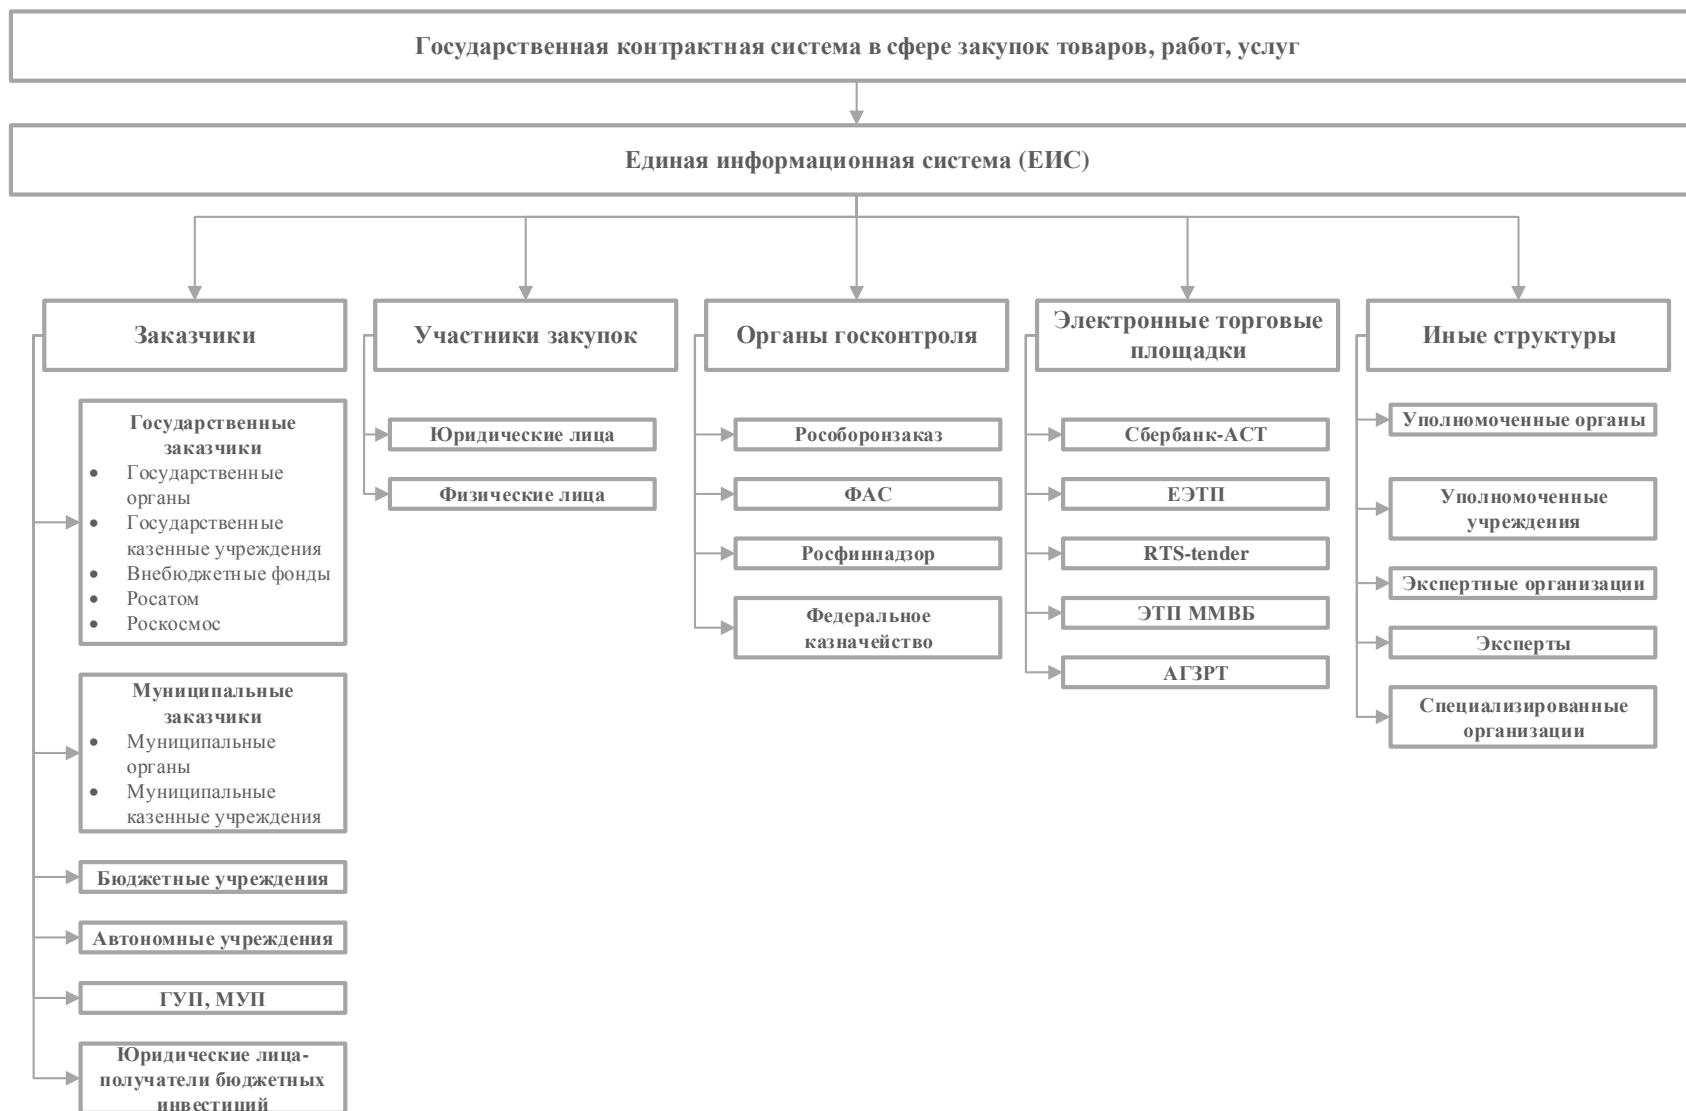 Государственная контрактная система в сфере закупок товаров, работ, услуг
Единая информационная система (ЕИС)
Заказчики
Государственные
заказчики
• Государственные
органы
• Государственные
казенные учреждения
• Внебюджетные фонды
• Росатом
• Роскосмос
Муниципальные
заказчики
• Муниципальные
органы
• Муниципальные
казенные учреждения
Бюджетные учреждения
Автономные учреждения
ГУП, МУП
Юридические лица-
получатели бюджетных
инвестиций
Участники закупок
Юридические лица
Физические лица
Органы госконтроля
Рособоронзаказ
ФАС
Росфиннадзор
Федеральное
казначейство
Электронные торговые
площадки
Сбербанк-АСТ
ЕЭТП
RTS-tender
ЭТП ММВБ
АГЗРТ
Иные структуры
Уполномоченные органы
Уполномоченные
учреждения
Экспертные организации
Эксперты
Специализированные
организации